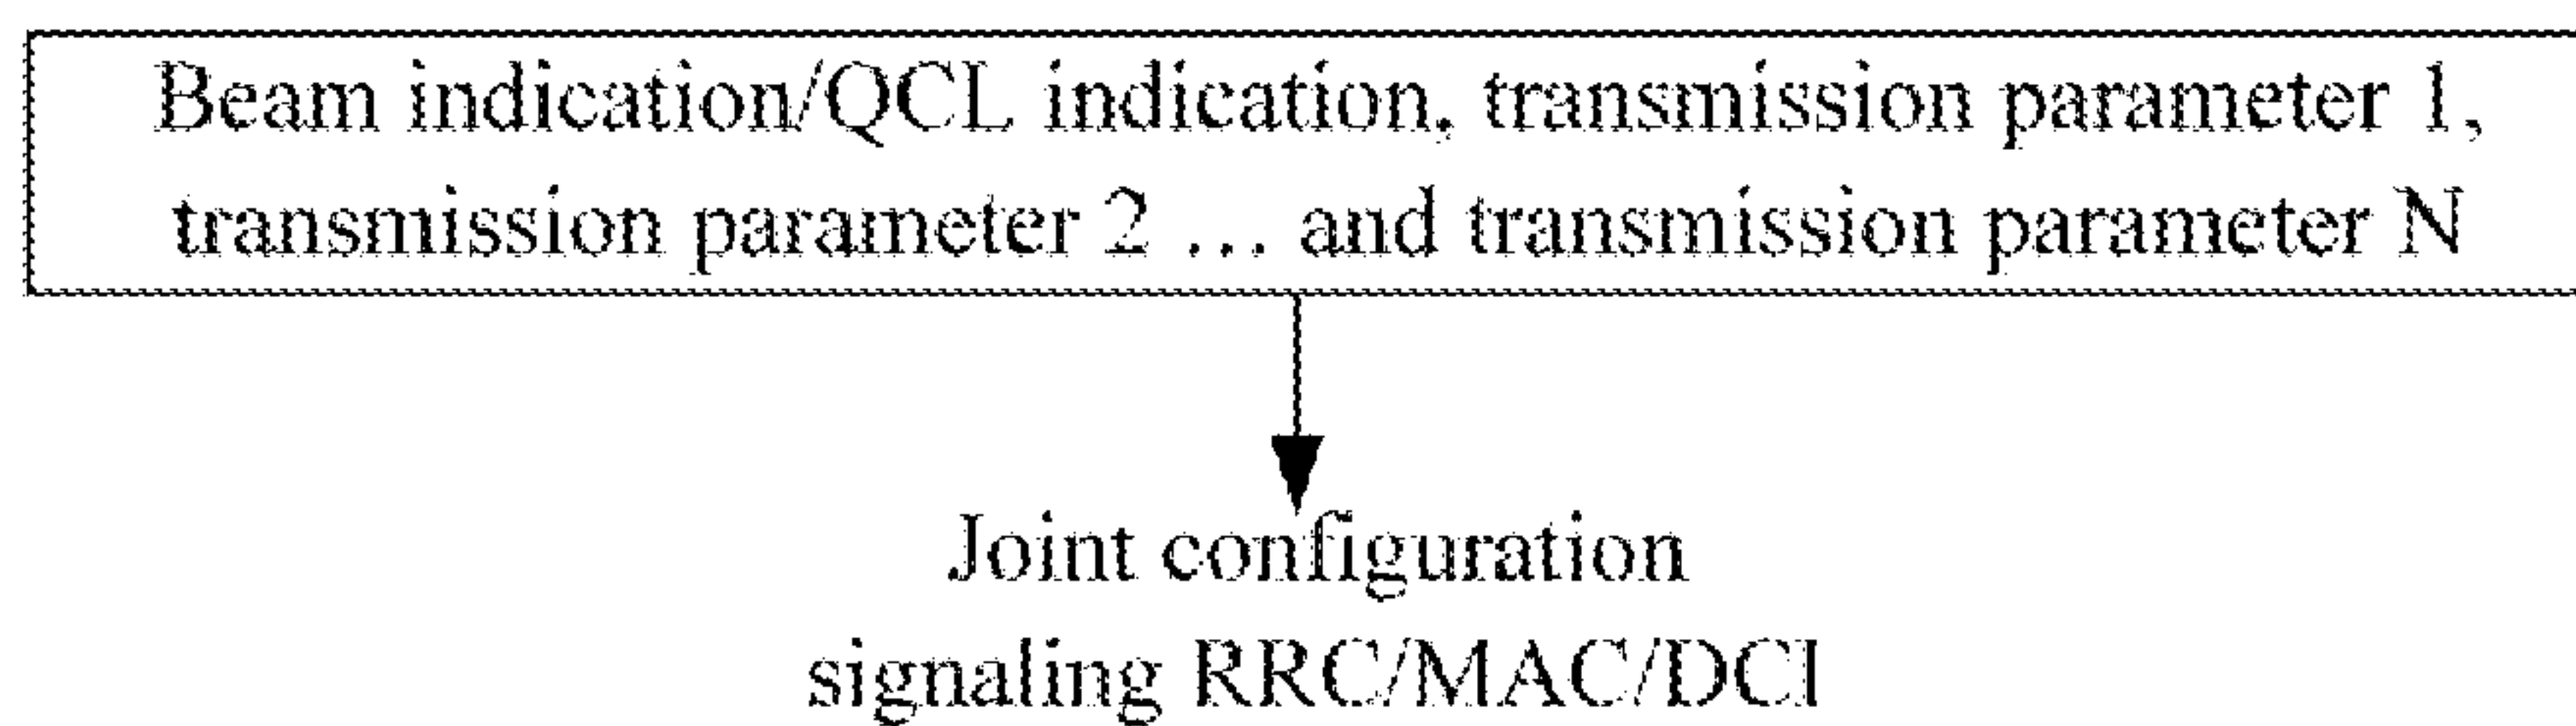 Beam indication/QCL indication, transmission parameter 1,
transmission parameter 2 ... and transmission parameter N
Joint configuration
signaling RRC/MAC/DCI